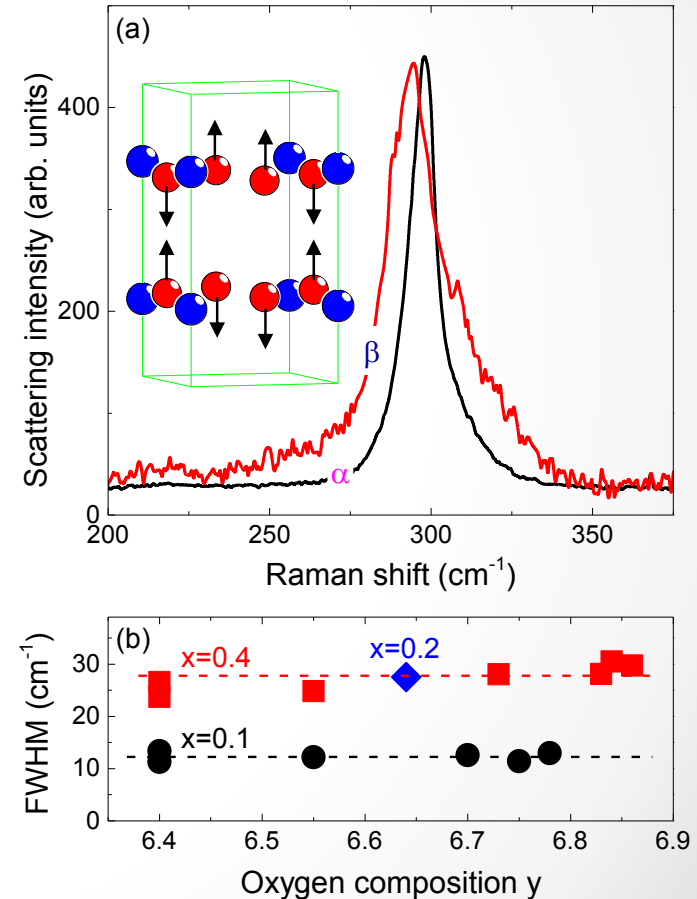 (a)
Scattering intensity (arb. units)
400
200
0
β
α
200 250 300 350
Raman shift (cm⁻¹)
(b)
FWHM (cm⁻¹)
30
20
10
0
x=0.4
x=0.2
x=0.1
6.4 6.5 6.6 6.7 6.8 6.9
Oxygen composition y